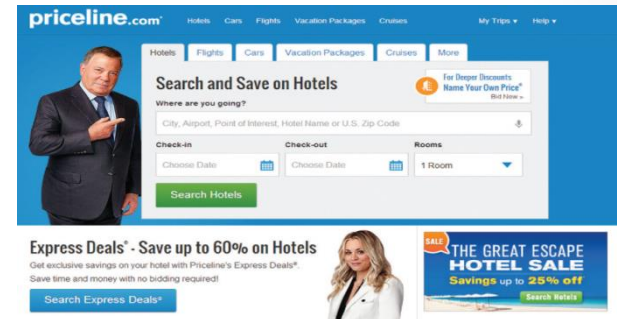 priceline.com® Hotels Cars Flights Vacation Packages Cruises My Trips Help
Hotels Flights Cars Vacation Packages Cruises More
Search and Save on Hotels
For Deeper Discounts
Name Your Own Price®
Bid Now »
Where are you going?
City, Airport, Point of Interest, Hotel Name or U.S. Zip Code
Check-in Check-out Rooms
Choose Date Choose Date 1 Room
Search Hotels
Express Deals® - Save up to 60% on Hotels
Get exclusive savings on your hotel with Priceline's Express Deals®.
Save time and money with no bidding required!
Search Express Deals®
SALE
THE GREAT ESCAPE
HOTEL SALE
Savings up to 25% off
Search Hotels